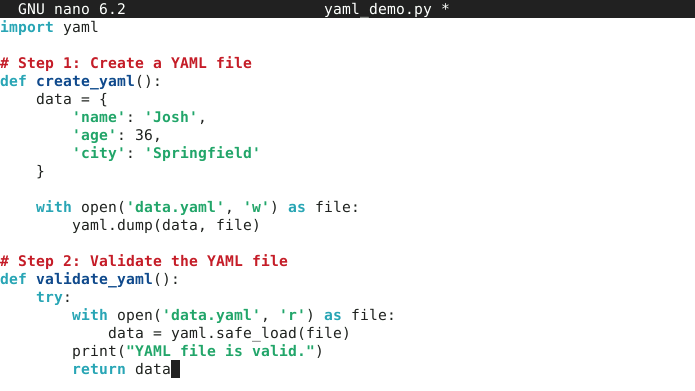 GNU nano 6.2 yaml_demo.py *
import yaml

# Step 1: Create a YAML file
def create_yaml():
    data = {
        'name': 'Josh',
        'age': 36,
        'city': 'Springfield'
    }

    with open('data.yaml', 'w') as file:
        yaml.dump(data, file)

# Step 2: Validate the YAML file
def validate_yaml():
    try:
        with open('data.yaml', 'r') as file:
            data = yaml.safe_load(file)
        print("YAML file is valid.")
        return data